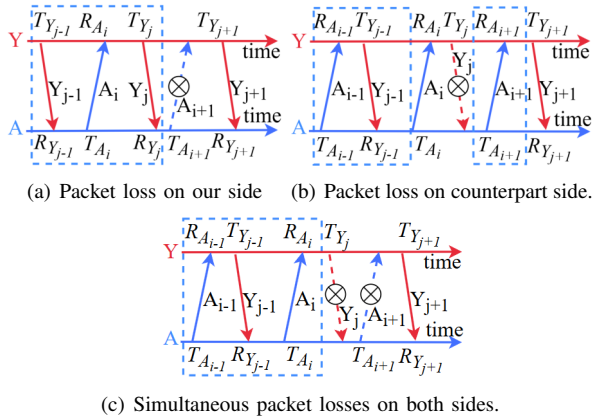 T_{Y_{j-1}} R_{A_i} T_{Y_j} T_{Y_{j+1}}
Y time
Y_{j-1} A_i Y_j A_{i+1} Y_{j+1}
A time
R_{Y_{j-1}} T_{A_i} R_{Y_j} T_{A_{i+1}} R_{Y_{j+1}}
(a) Packet loss on our side
R_{A_{i-1}} T_{Y_{j-1}} R_{A_i} T_{Y_j} R_{A_{i+1}} T_{Y_{j+1}}
time
A_{i-1} Y_{j-1} A_i Y_j A_{i+1} Y_{j+1}
time
T_{A_{i-1}} R_{Y_{j-1}} T_{A_i} T_{A_{i+1}} R_{Y_{j+1}}
(b) Packet loss on counterpart side.
R_{A_{i-1}} T_{Y_{j-1}} R_{A_i} T_{Y_j} T_{Y_{j+1}}
Y time
A_{i-1} Y_{j-1} A_i Y_j A_{i+1} Y_{j+1}
A time
T_{A_{i-1}} R_{Y_{j-1}} T_{A_i} T_{A_{i+1}} R_{Y_{j+1}}
(c) Simultaneous packet losses on both sides.